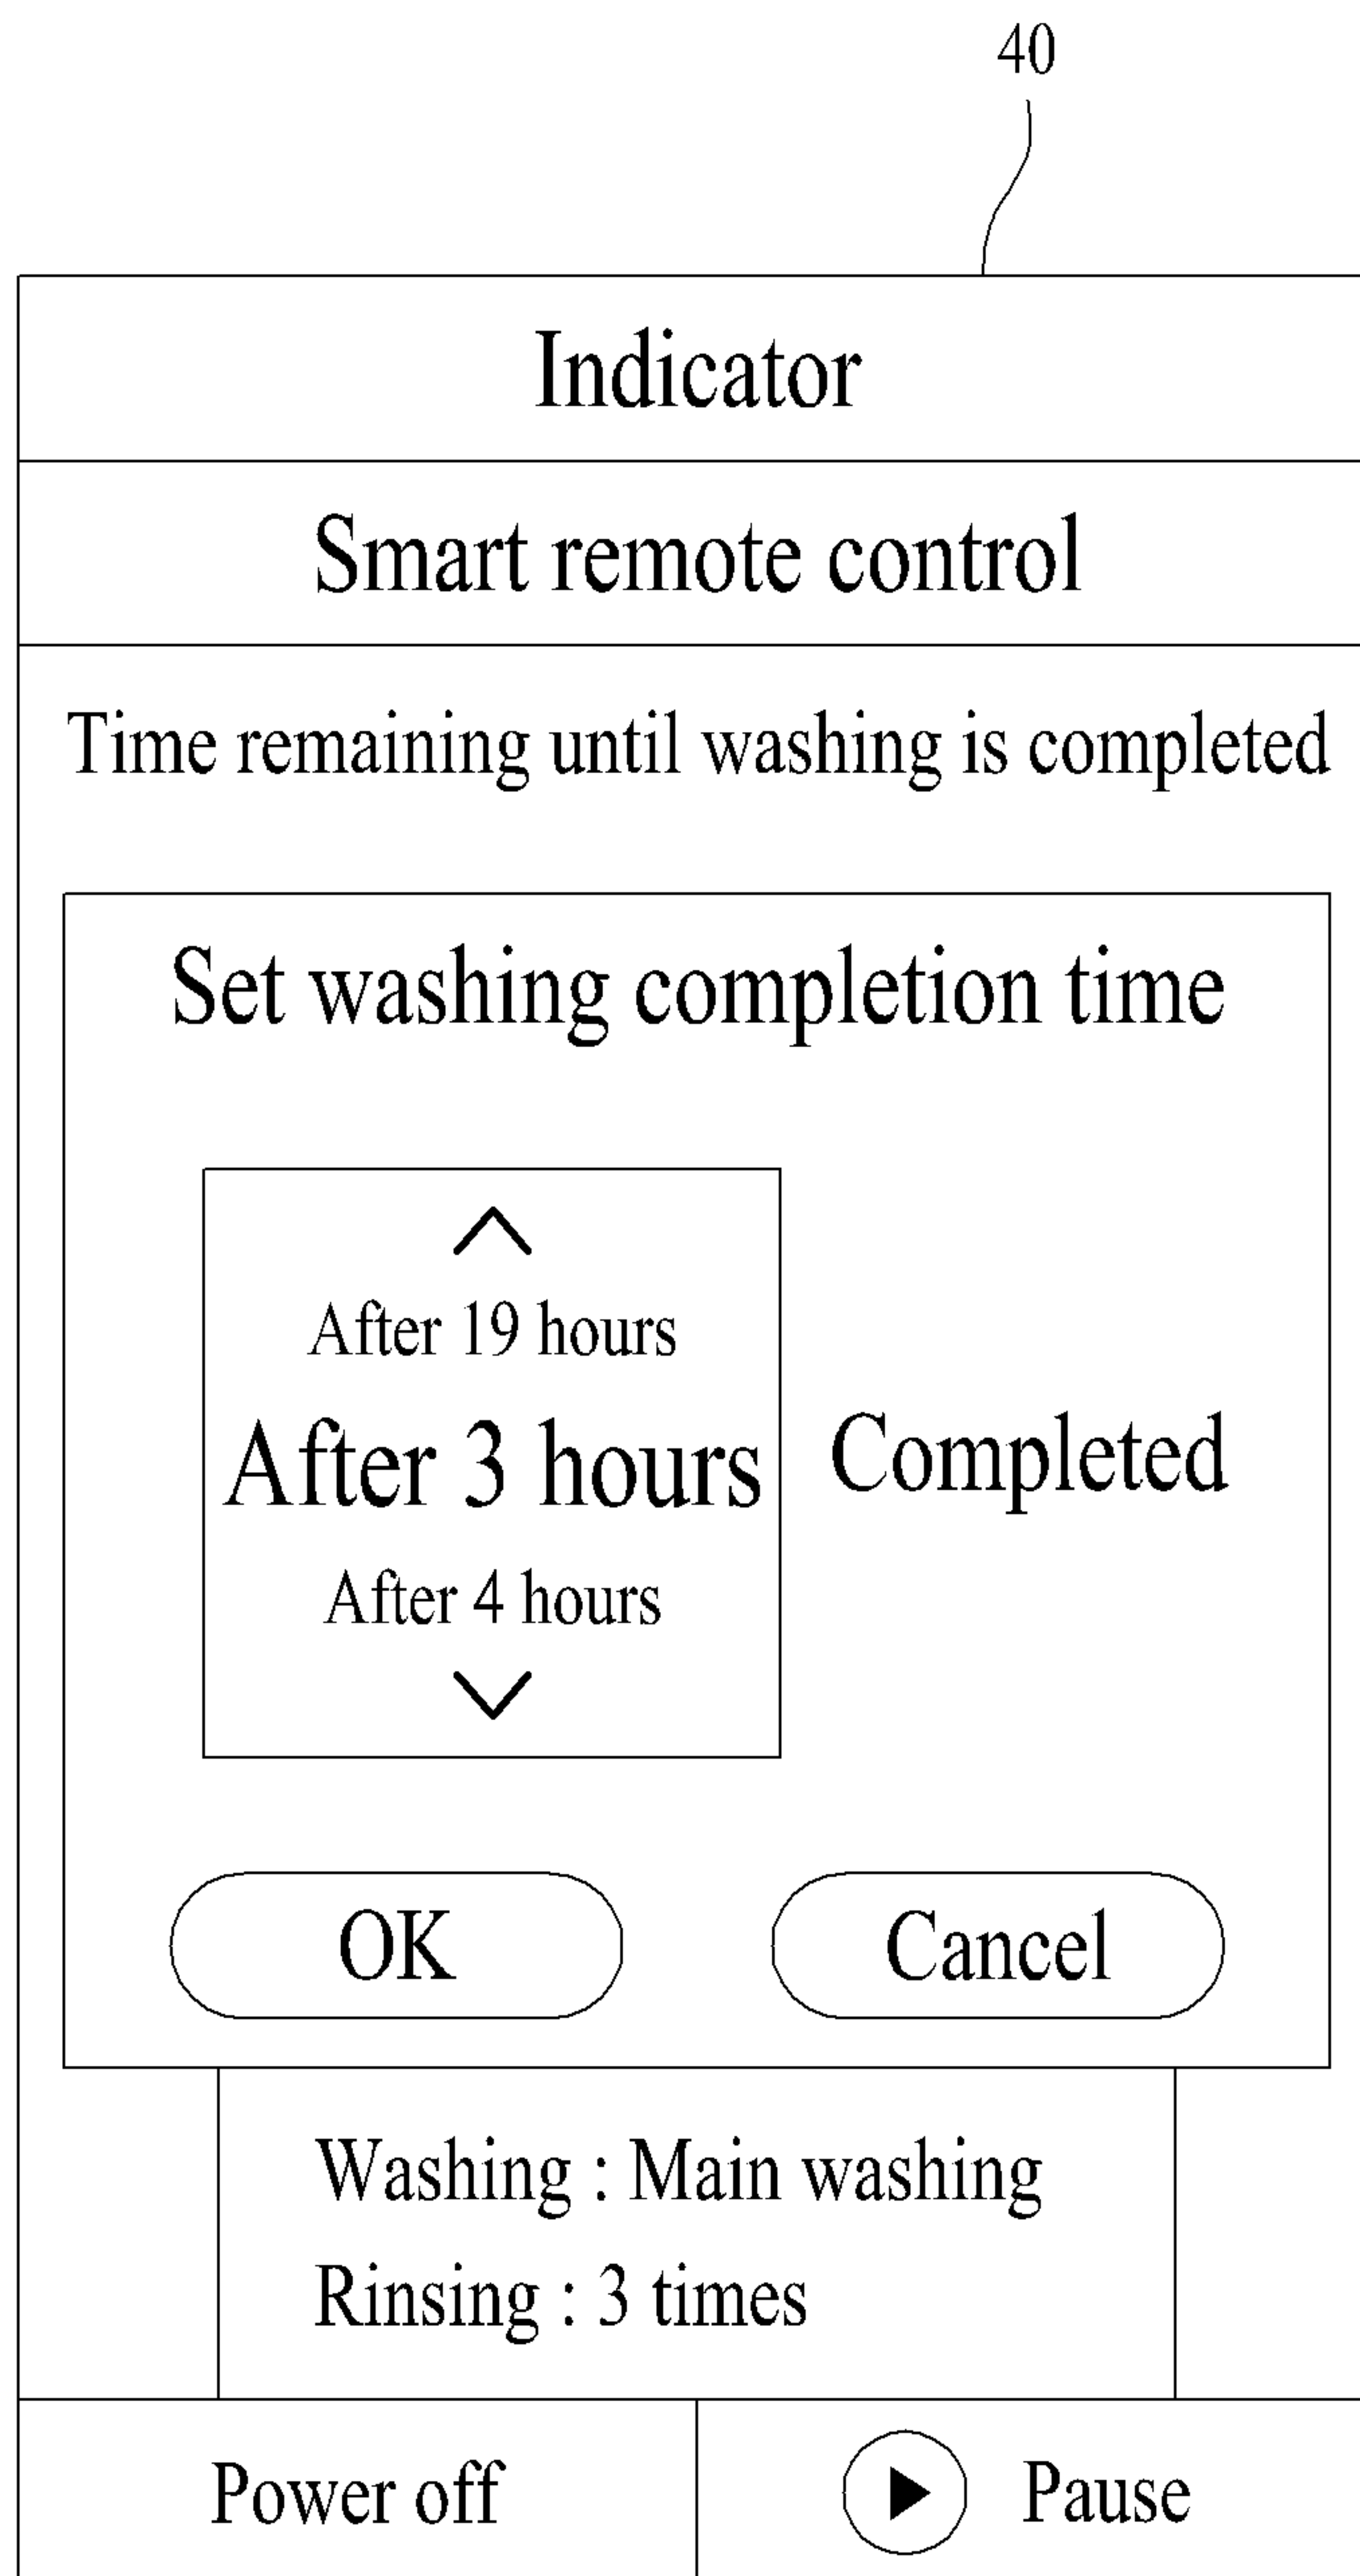 40
Indicator
Smart remote control
Time remaining until washing is completed
Set washing completion time
After 19 hours
After 3 hours
Completed
After 4 hours
OK
Cancel
Washing : Main washing
Rinsing : 3 times
Power off
Pause